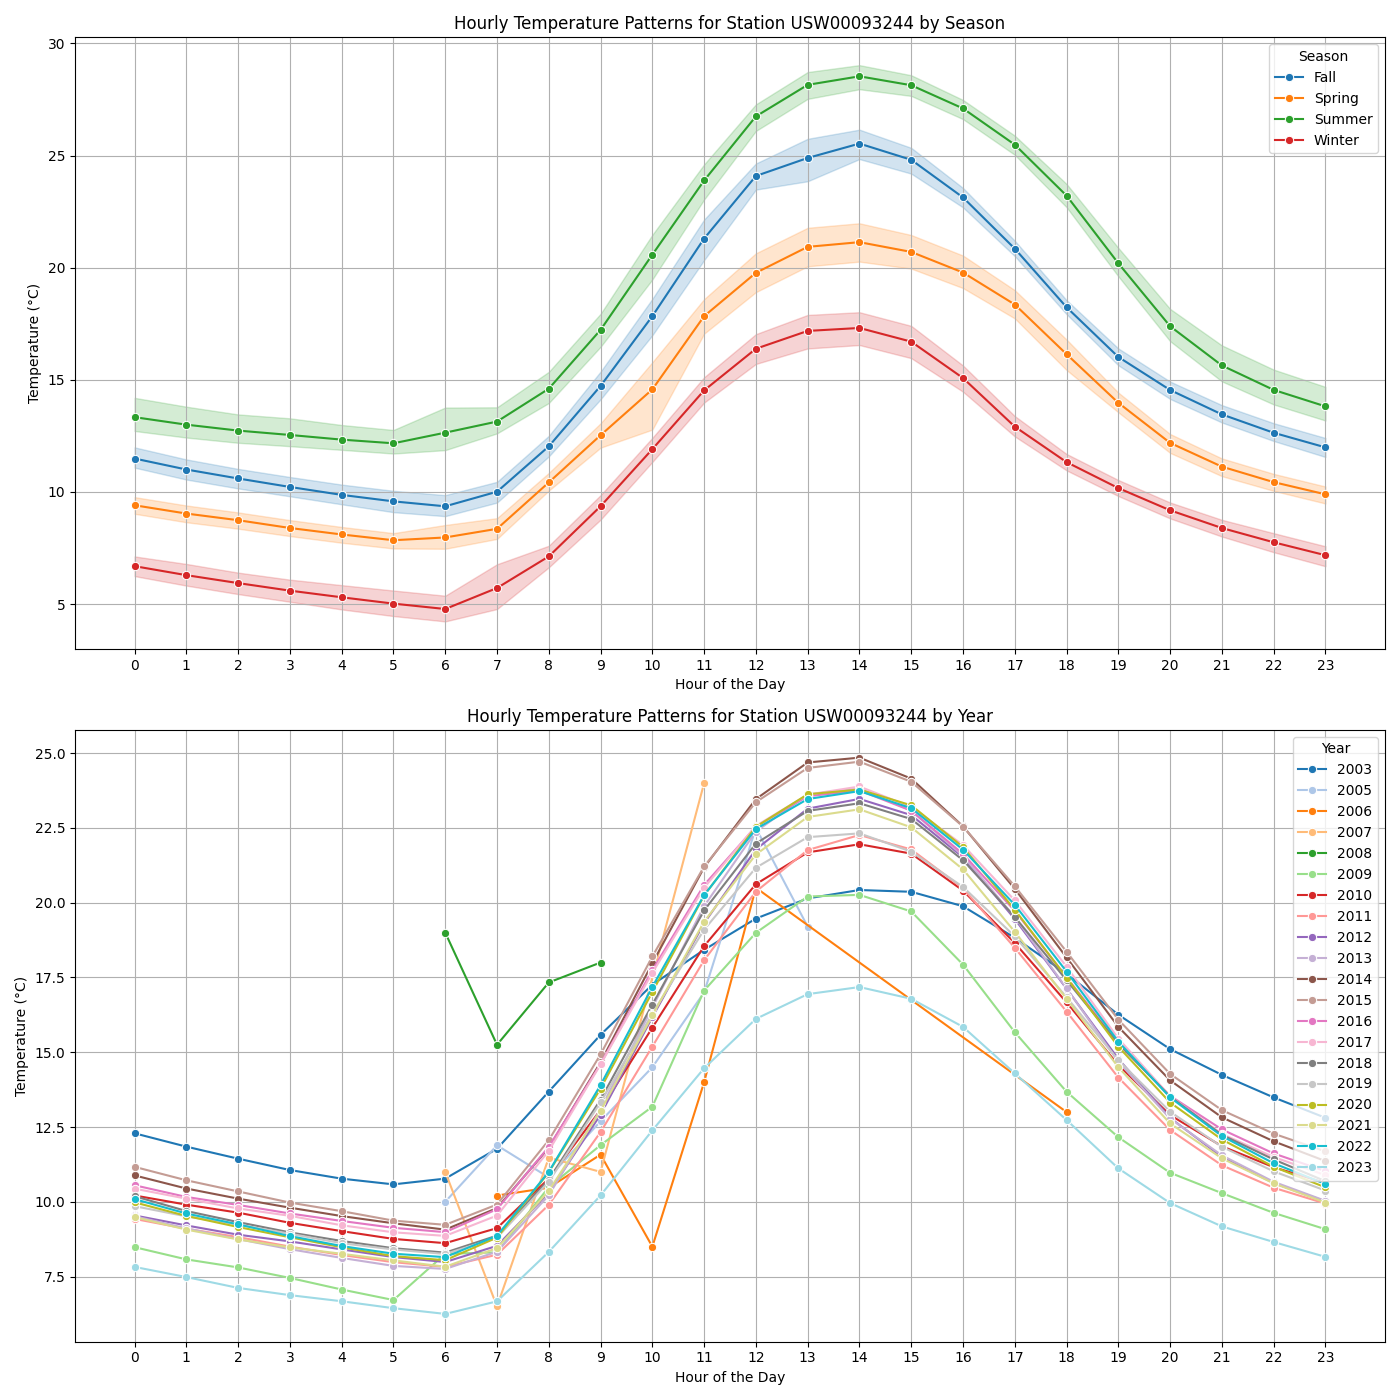 Hourly Temperature Patterns for Station USW00093244 by Season
Temperature (°C)
30
25
20
15
10
5
Season
Fall
Spring
Summer
Winter
0 1 2 3 4 5 6 7 8 9 10 11 12 13 14 15 16 17 18 19 20 21 22 23
Hour of the Day
Hourly Temperature Patterns for Station USW00093244 by Year
Temperature (°C)
25.0
22.5
20.0
17.5
15.0
12.5
10.0
7.5
Year
2003
2005
2006
2007
2008
2009
2010
2011
2012
2013
2014
2015
2016
2017
2018
2019
2020
2021
2022
2023
0 1 2 3 4 5 6 7 8 9 10 11 12 13 14 15 16 17 18 19 20 21 22 23
Hour of the Day